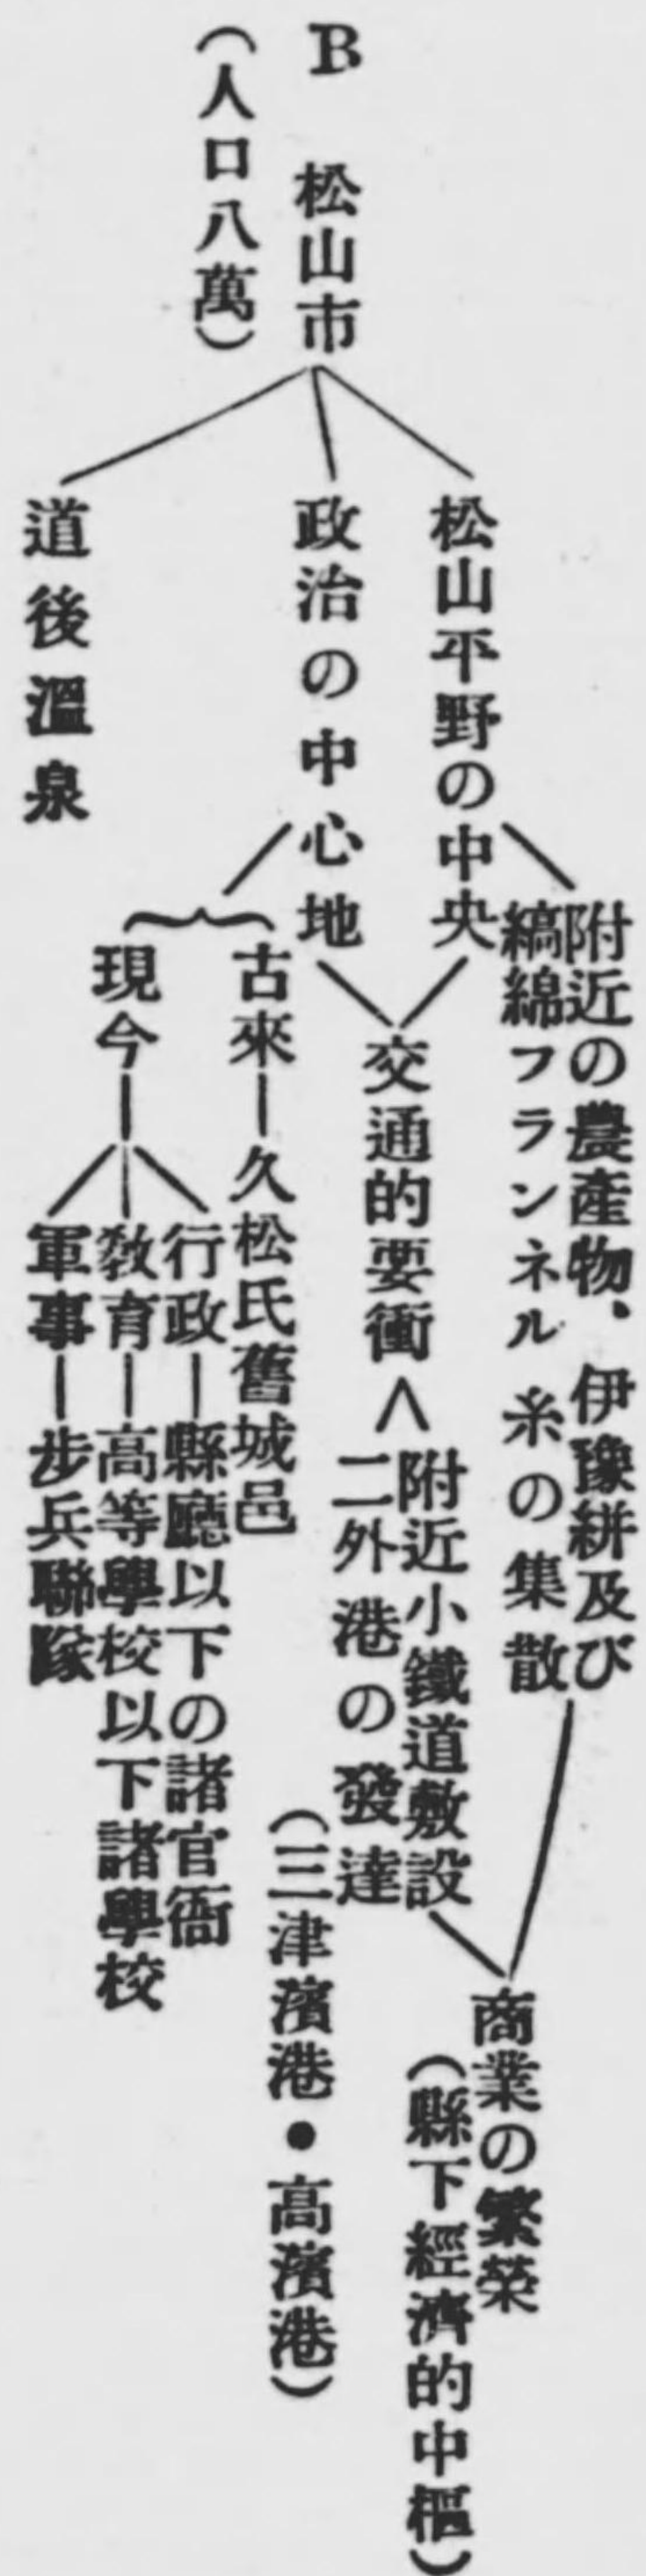 B 松山市
（人口八萬）
松山平野の中央
附近の農產物、伊豫絣及び
縞綿フランネル糸の集散
政治の中心地
交通的要衝
附近小鐵道敷設
二外港の發達
（三津濱港・高濱港）
商業の繁榮
（縣下經濟的中樞）
古來―久松氏舊城邑
現今
行政―縣廳以下の諸官衙
敎育―高等學校以下諸學校
軍事―步兵聯隊
道後溫泉